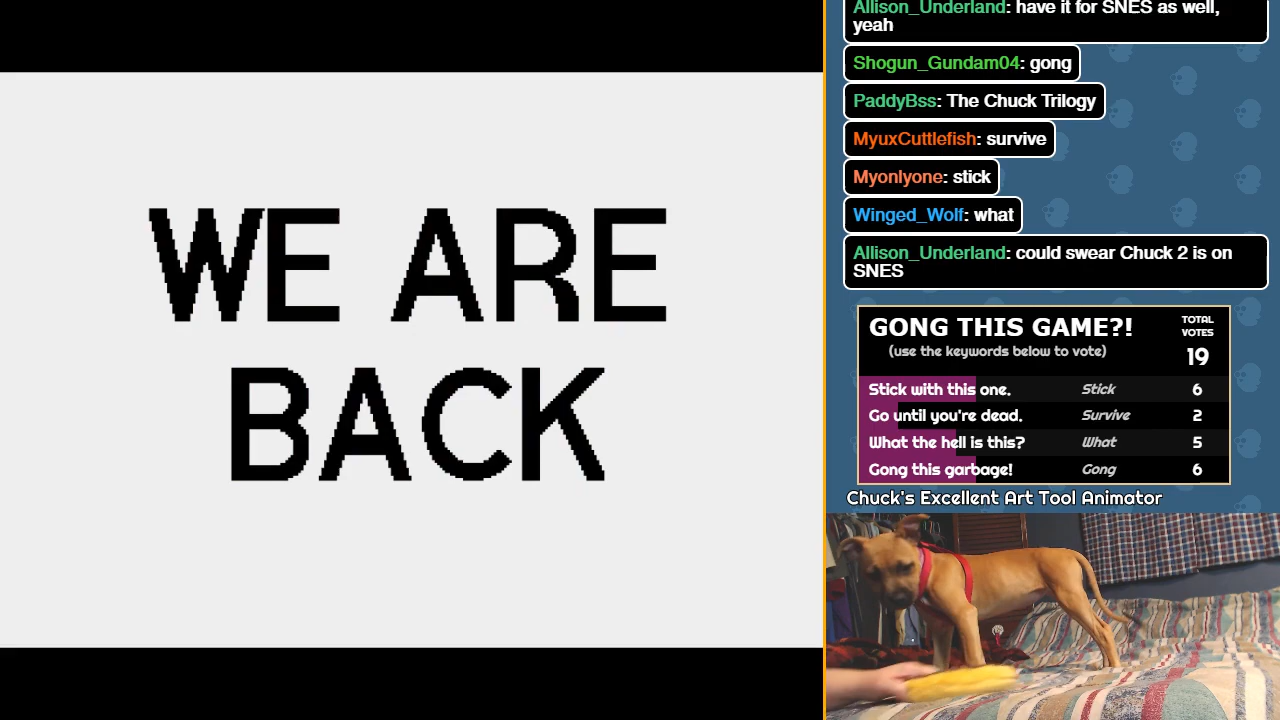 WE ARE
BACK
Allison_Underland: have it for SNES as well,
yeah
Shogun_Gundam04: gong
PaddyBss: The Chuck Trilogy
MyuxCuttlefish: survive
Myonlyone: stick
Winged_Wolf: what
Allison_Underland: could swear Chuck 2 is on
SNES
GONG THIS GAME?!
TOTAL
VOTES
(use the keywords below to vote)
19
Stick with this one. Stick 6
Go until you're dead. Survive 2
What the hell is this? What 5
Gong this garbage! Gong 6
Chuck's Excellent Art Tool Animator